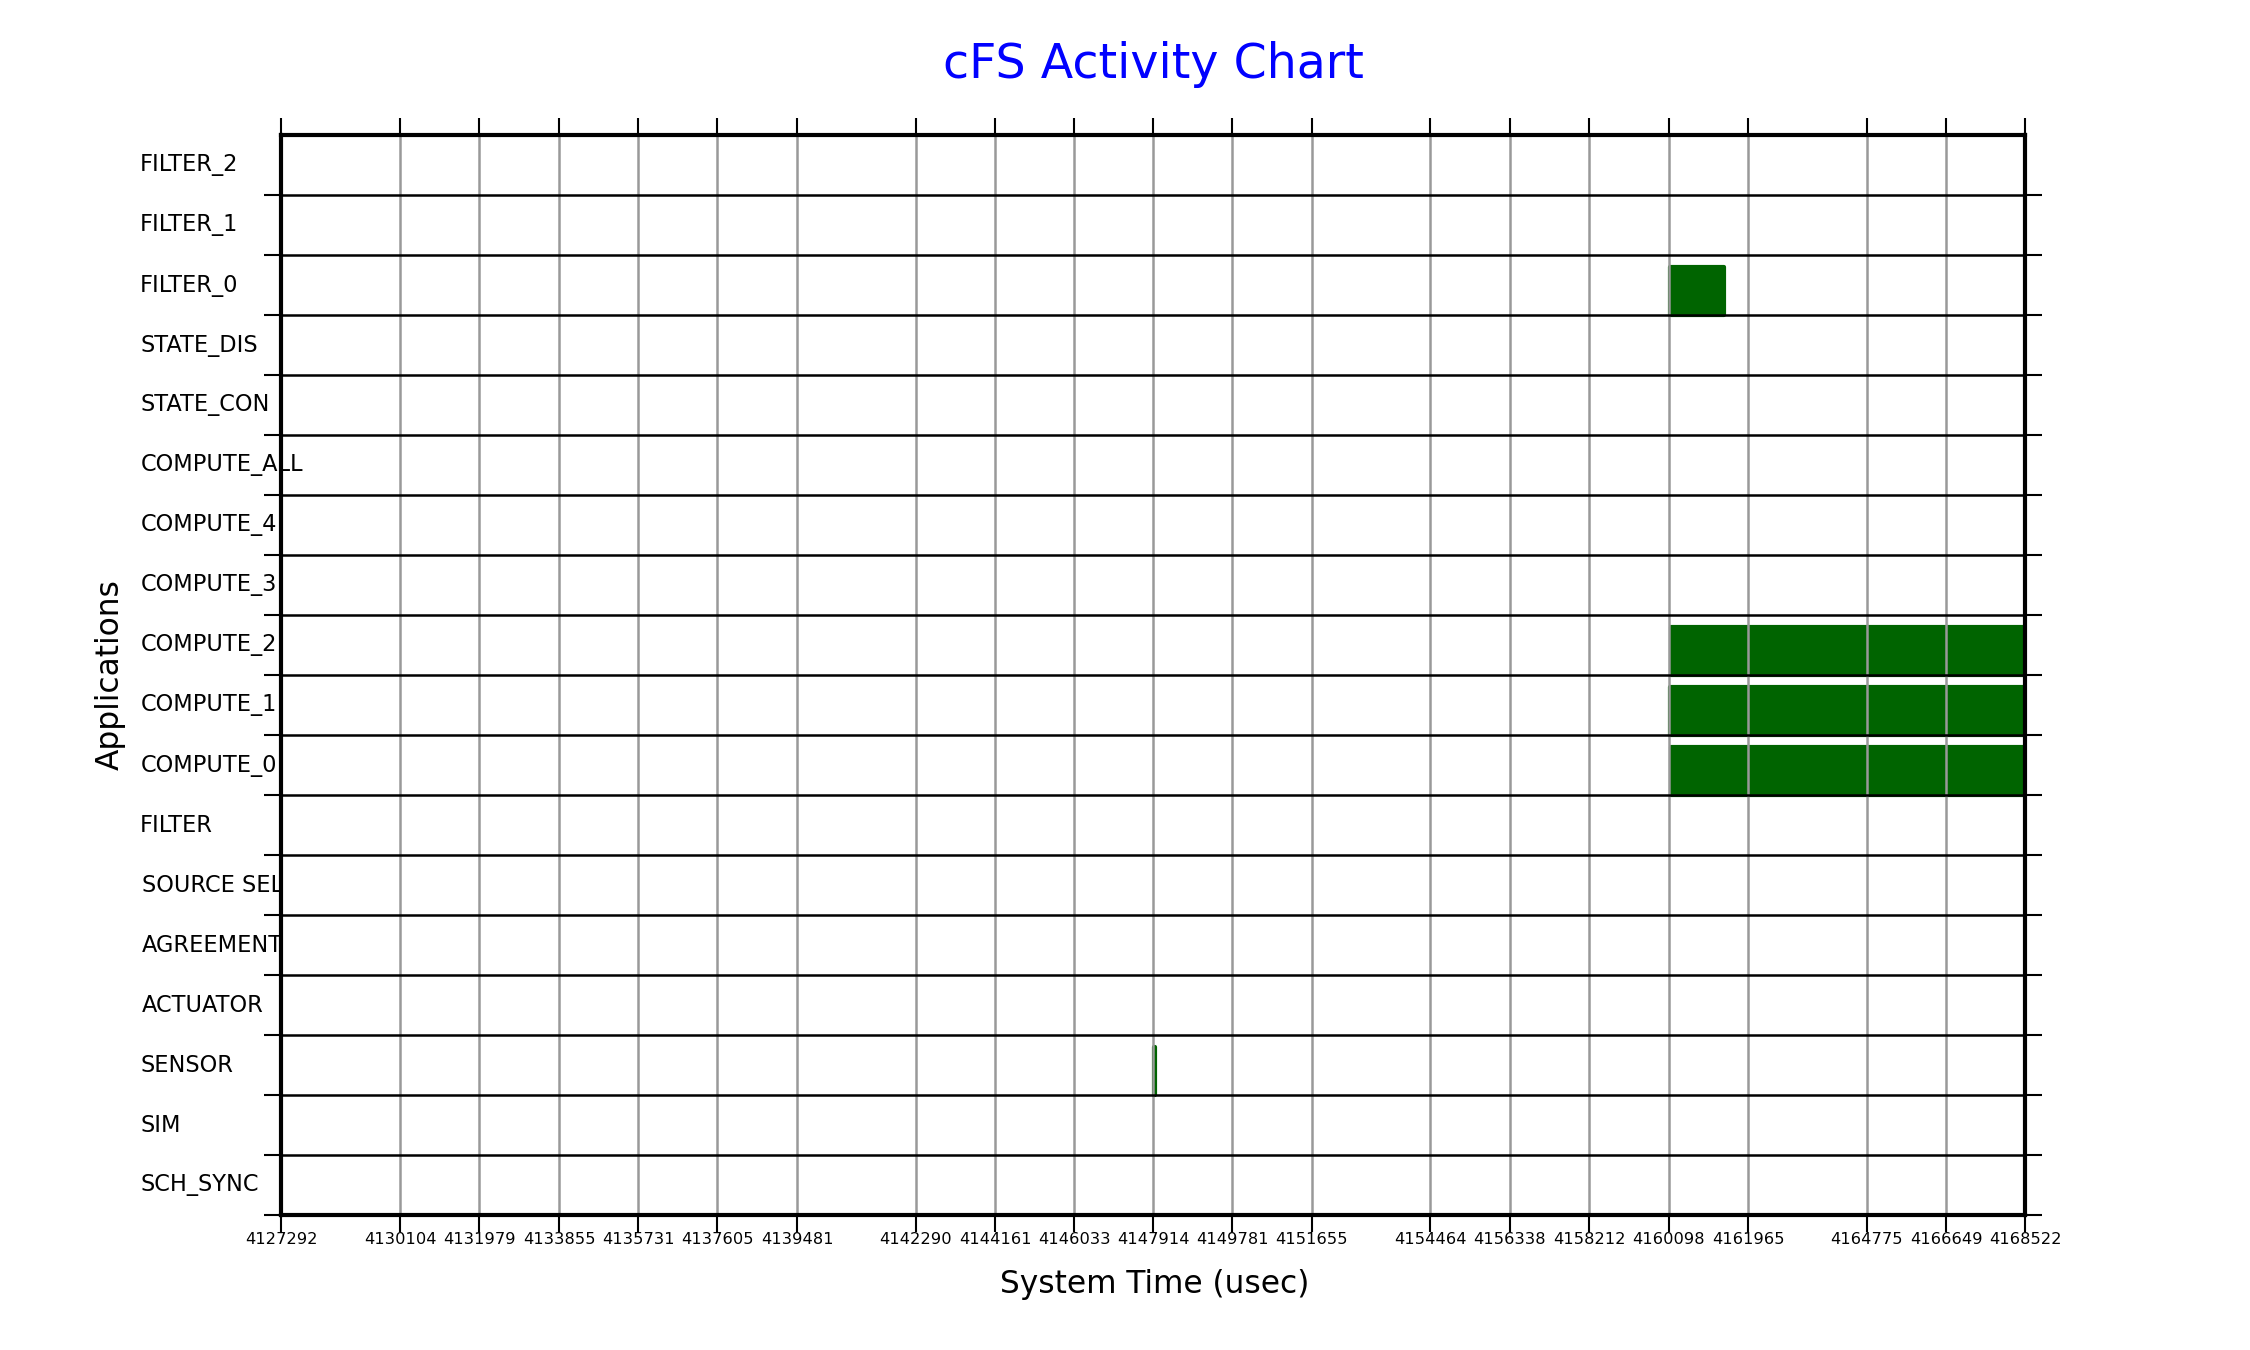 cFS Activity Chart
FILTER_2
FILTER_1
FILTER_0
STATE_DIS
STATE_CON
COMPUTE_ALL
COMPUTE_4
COMPUTE_3
COMPUTE_2
COMPUTE_1
COMPUTE_0
FILTER
SOURCE SEL
AGREEMENT
ACTUATOR
SENSOR
SIM
SCH_SYNC
Applications
4127292 4130104 4131979 4133855 4135731 4137605 4139481 4142290 4144161 4146033 4147914 4149781 4151655 4154464 4156338 4158212 4160098 4161965 4164775 4166649 4168522
System Time (usec)